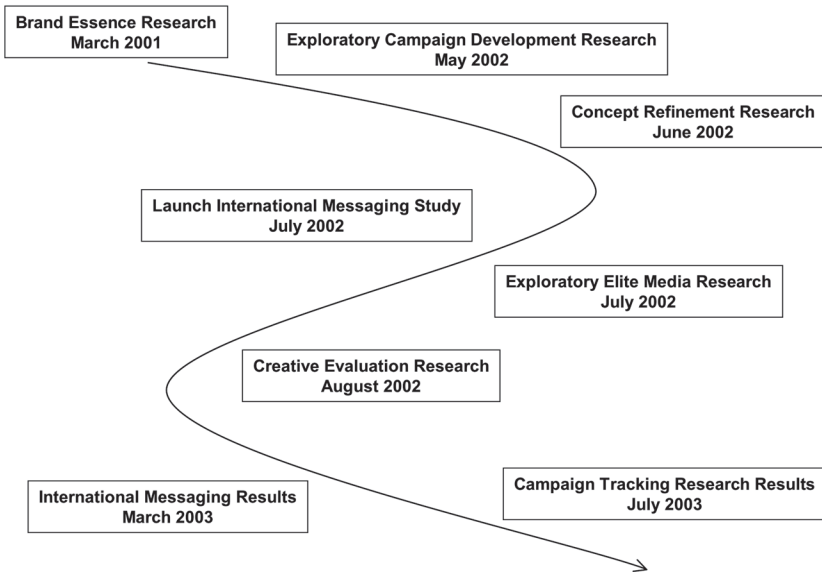 Brand Essence Research
March 2001
Exploratory Campaign Development Research
May 2002
Concept Refinement Research
June 2002
Launch International Messaging Study
July 2002
Exploratory Elite Media Research
July 2002
Creative Evaluation Research
August 2002
International Messaging Results
March 2003
Campaign Tracking Research Results
July 2003